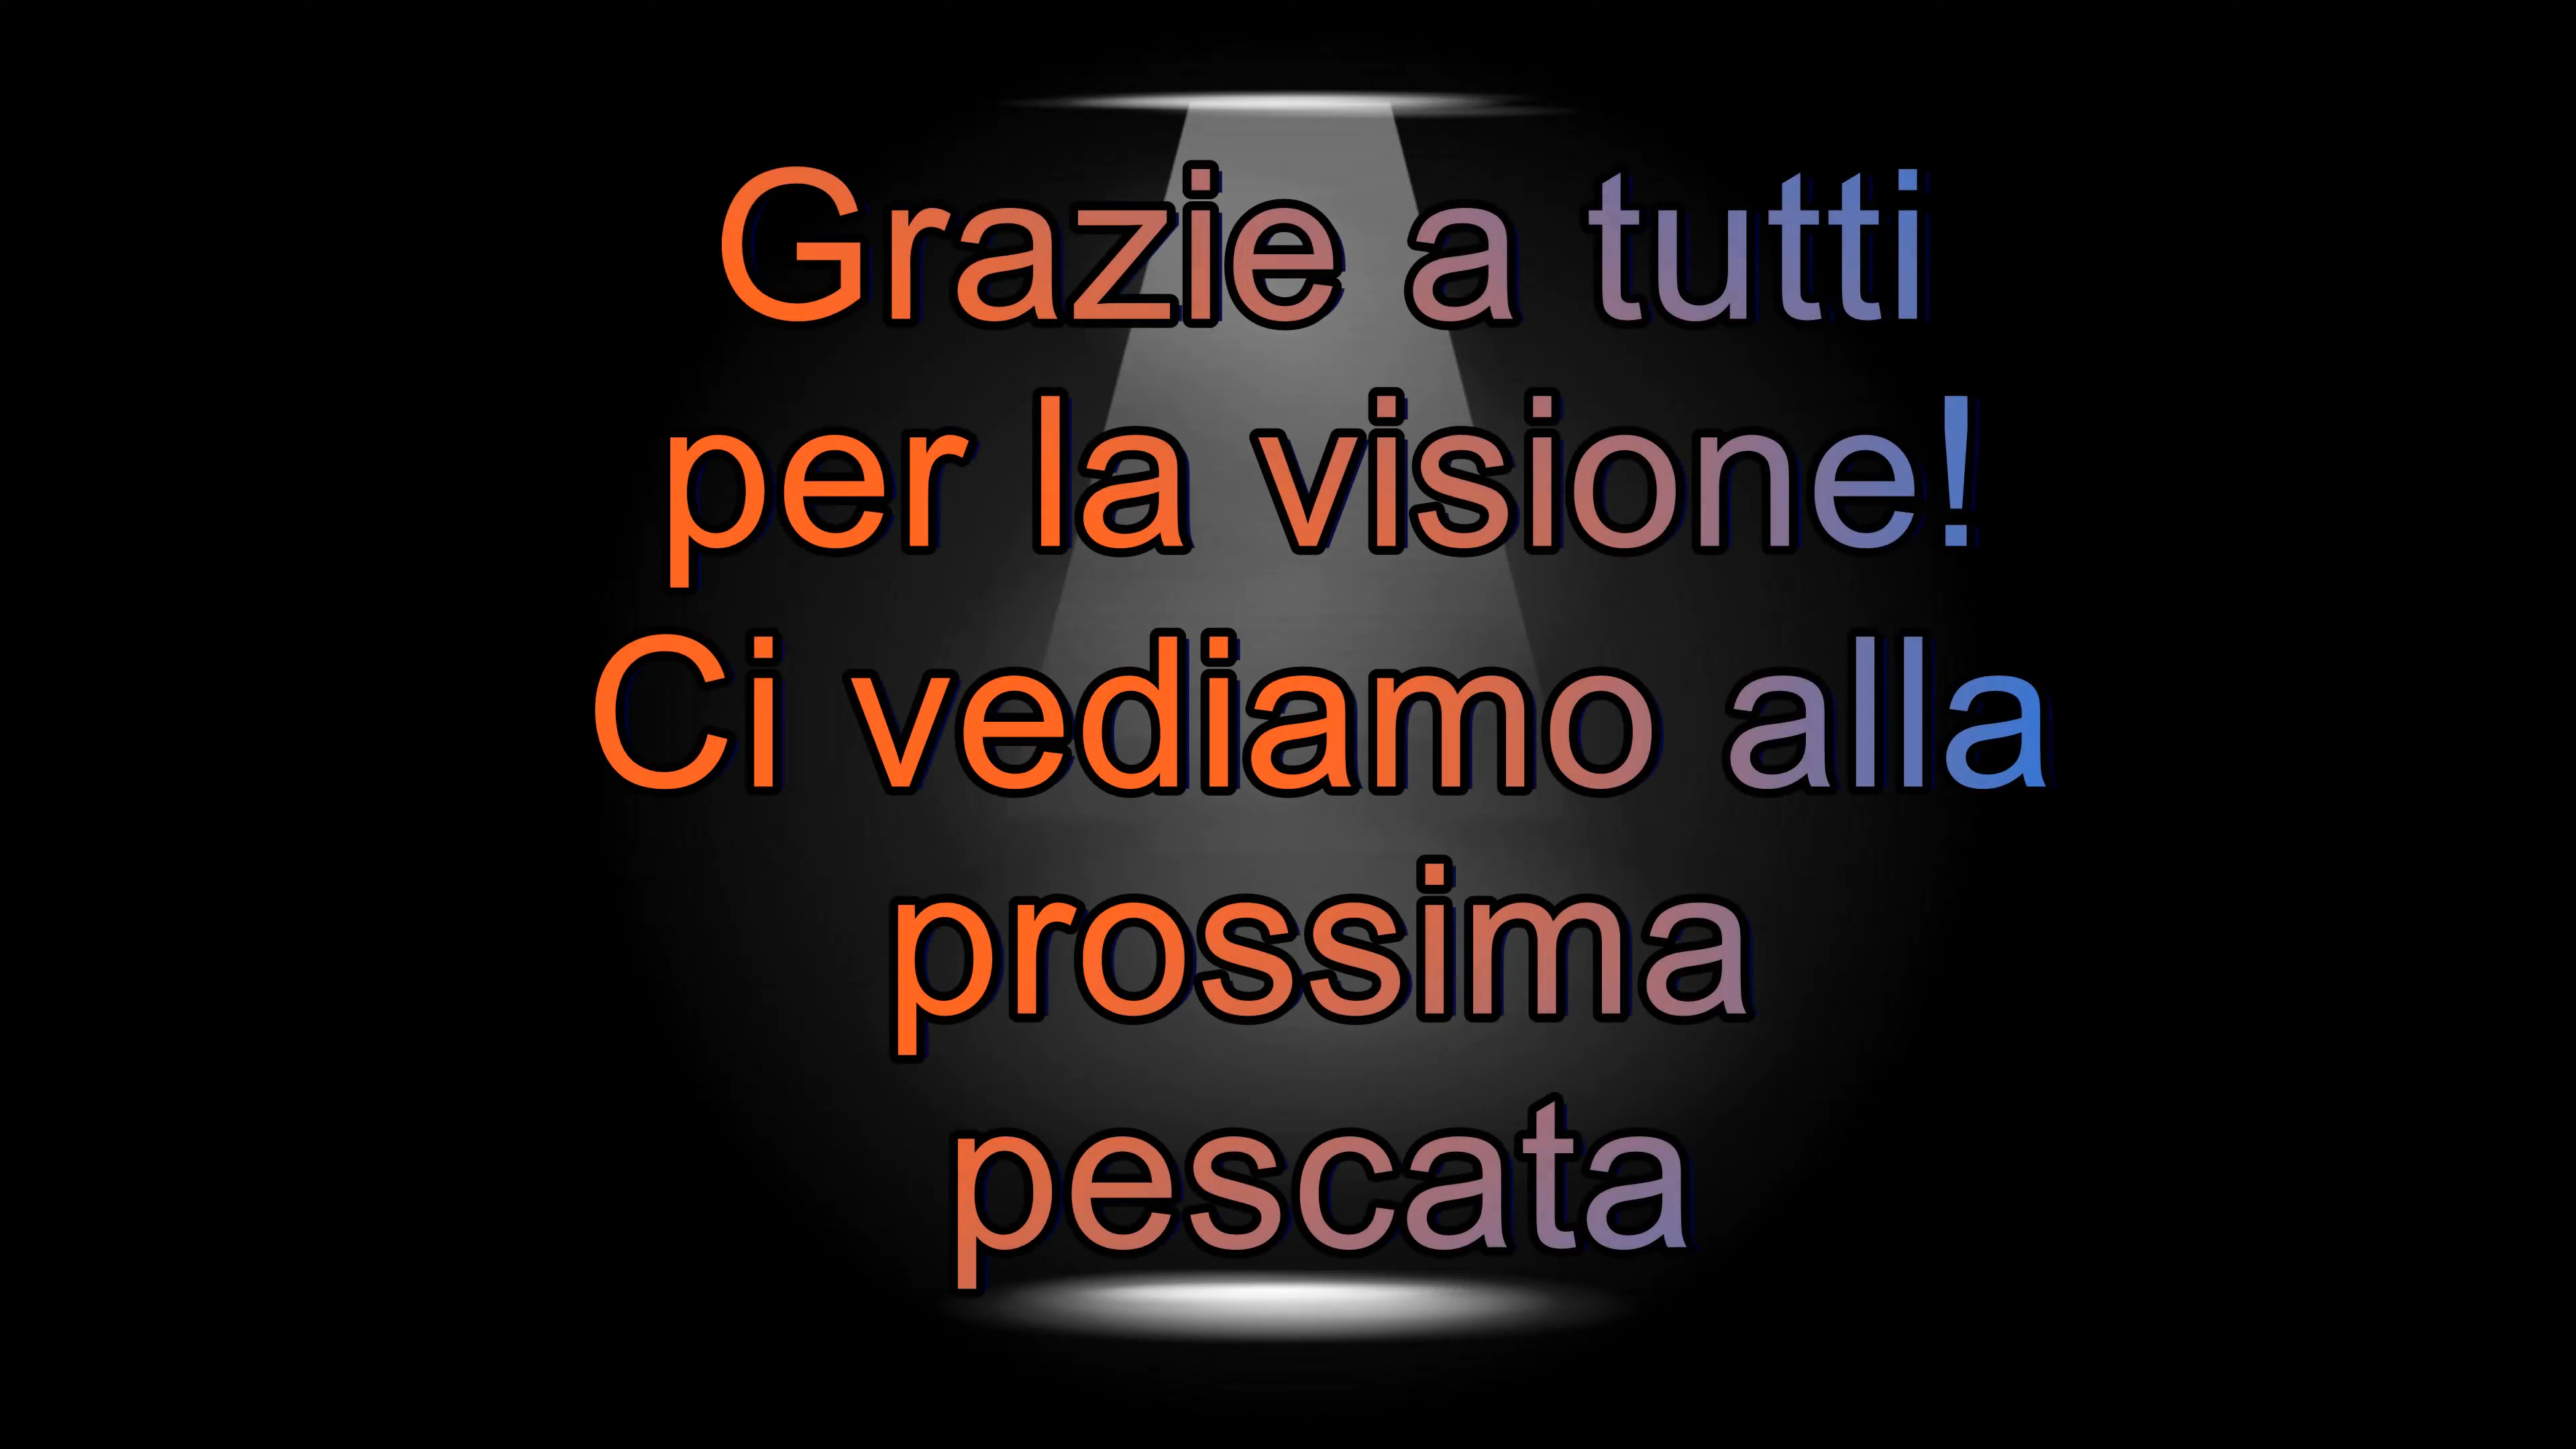 Grazie a tutti
per la visione!
Ci vediamo alla
prossima
pescata